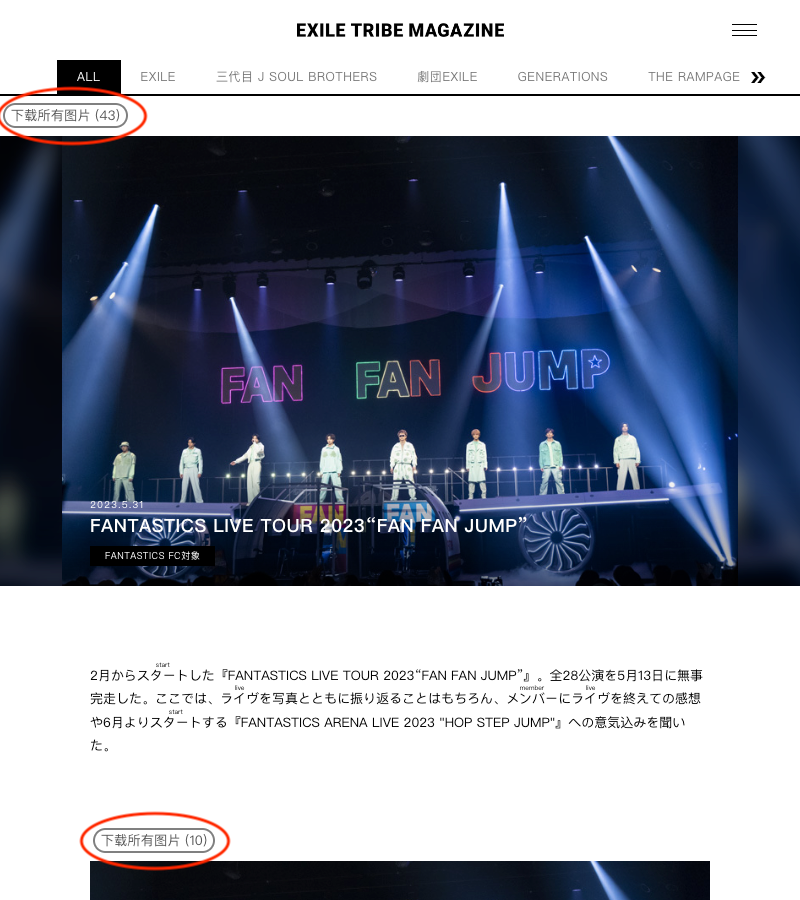 EXILE TRIBE MAGAZINE
ALL EXILE 三代目 J SOUL BROTHERS 劇団EXILE GENERATIONS THE RAMPAGE »
下载所有图片 (43)
FAN FAN JUMP
2023.5.31
FAN FAN
FANTASTICS LIVE TOUR 2023“FAN FAN JUMP”
FANTASTICS FC対象
start
2月からスタートした『FANTASTICS LIVE TOUR 2023“FAN FAN JUMP”』。全28公演を5月13日に無事
live member live
完走した。ここでは、ライヴを写真とともに振り返ることはもちろん、メンバーにライヴを終えての感想
start
や6月よりスタートする『FANTASTICS ARENA LIVE 2023 "HOP STEP JUMP"』への意気込みを聞い
た。
下载所有图片 (10)